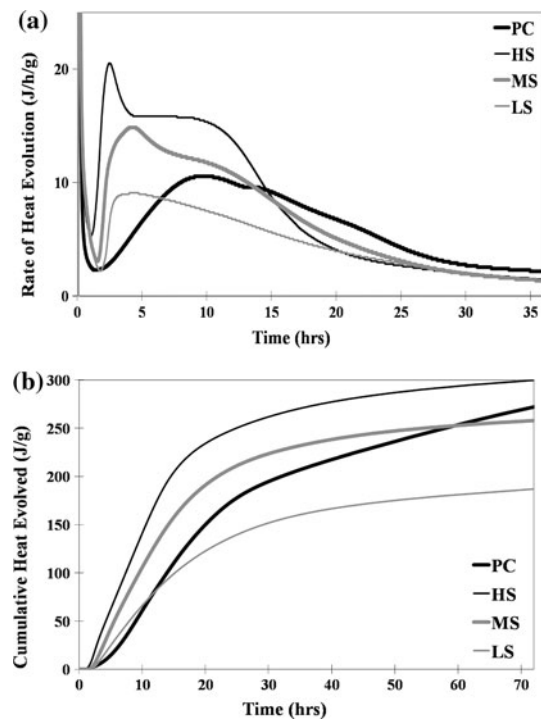 (a)
PC
HS
MS
LS
Rate of Heat Evolution (J/h/g)
20
10
0
0 5 10 15 20 25 30 35
Time (hrs)
(b)
300
250
200
150
100
50
0
Cumulative Heat Evolved (J/g)
PC
HS
MS
LS
0 10 20 30 40 50 60 70
Time (hrs)